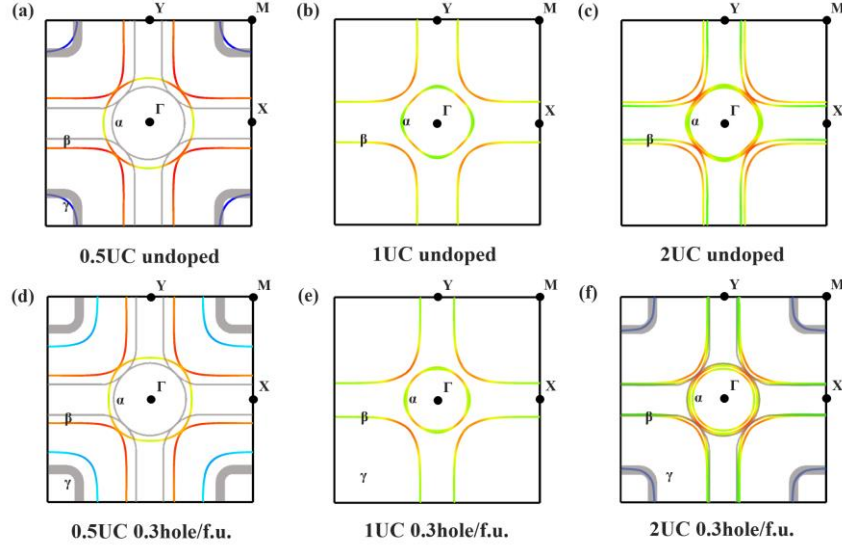 (a) Y M
Γ
X
α
β
γ
0.5UC undoped
(b) Y M
Γ
X
α
β
1UC undoped
(c) Y M
Γ
X
α
β
2UC undoped
(d) Y M
Γ
X
α
β
γ
0.5UC 0.3hole/f.u.
(e) Y M
Γ
X
α
β
γ
1UC 0.3hole/f.u.
(f) Y M
Γ
X
α
β
γ
2UC 0.3hole/f.u.